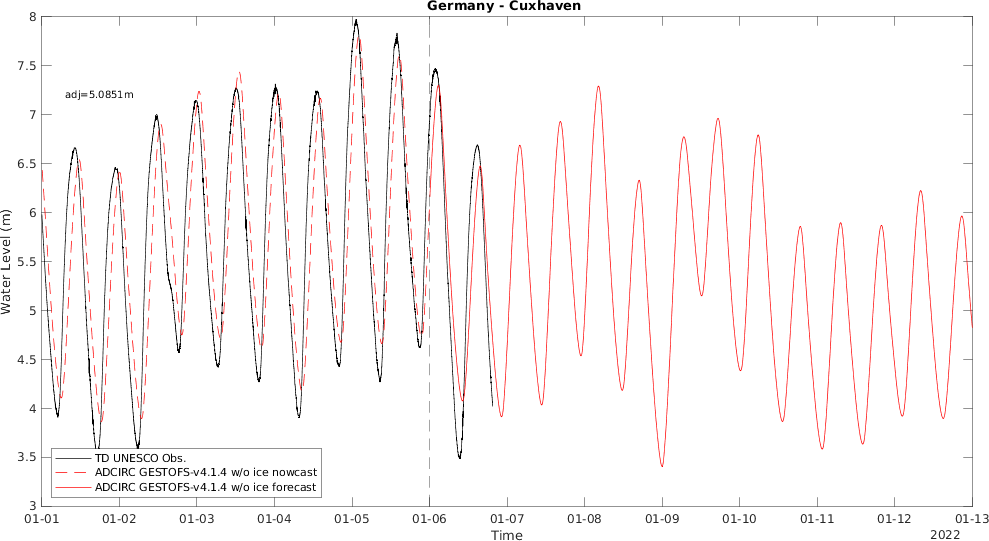 Germany - Cuxhaven
8
7.5
7
6.5
6
5.5
5
4.5
4
3.5
3
Water Level (m)
adj=5.0851m
TD UNESCO Obs.
ADCIRC GESTOFS-v4.1.4 w/o ice nowcast
ADCIRC GESTOFS-v4.1.4 w/o ice forecast
01-01 01-02 01-03 01-04 01-05 01-06 01-07 01-08 01-09 01-10 01-11 01-12 01-13
Time
2022